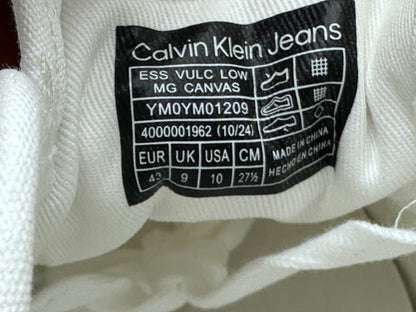 Calvin Klein Jeans
ESS VULC LOW
MG CANVAS
YM0YM01209
4000001962 (10/24)
EUR UK USA CM
43 9 10 27½
MADE IN CHINA
HECHO EN CHINA